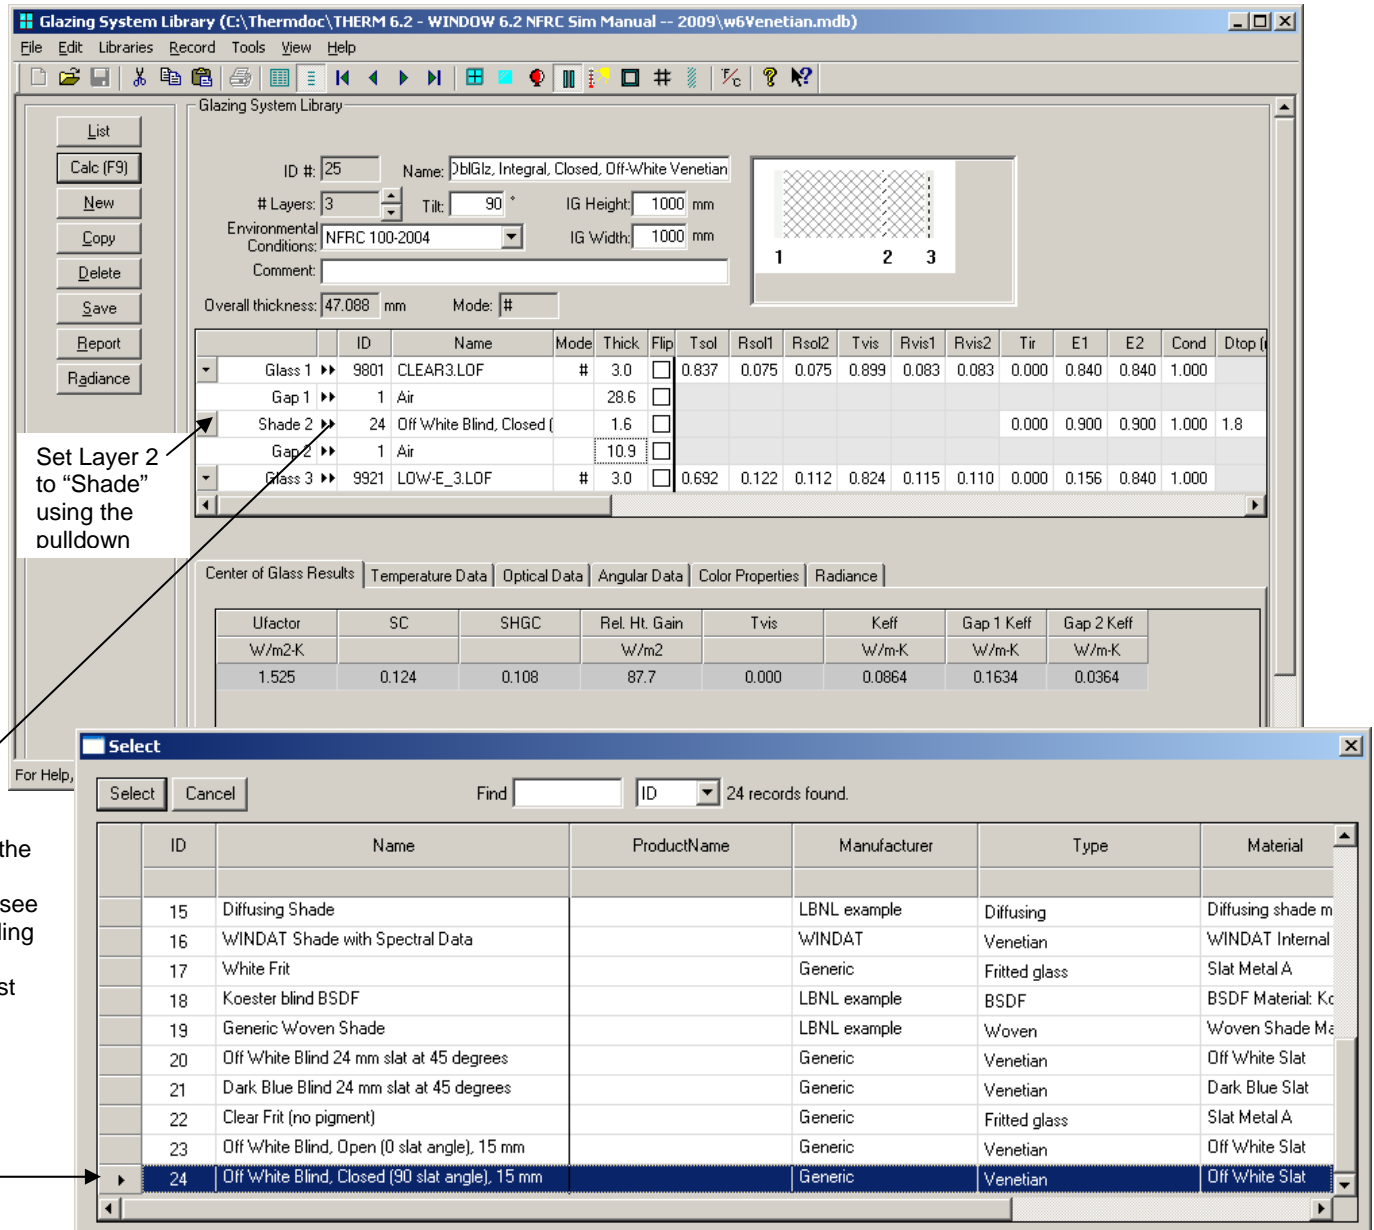 Glazing System Library (C:\Thermdoc\THERM 6.2 - WINDOW 6.2 NFRC Sim Manual -- 2009\w6Venetian.mdb)
File Edit Libraries Record Tools View Help
Glazing System Library
List
Calc (F9)
New
Copy
Delete
Save
Report
Radiance
ID #: 25 Name: DblGlz, Integral, Closed, Off-White Venetian
# Layers: 3 Tilt: 90 ° IG Height: 1000 mm
Environmental Conditions: NFRC 100-2004 IG Width: 1000 mm
Comment:
Overall thickness: 47.088 mm Mode: #
1 2 3
ID Name Mode Thick Flip Tsol Rsol1 Rsol2 Tvis Rvis1 Rvis2 Tir E1 E2 Cond Dtop (
Glass 1 9801 CLEAR3.LOF # 3.0 0.837 0.075 0.075 0.899 0.083 0.083 0.000 0.840 0.840 1.000
Gap 1 1 Air 28.6
Shade 2 24 Off White Blind, Closed ( 1.6 0.000 0.900 0.900 1.000 1.8
Gap 2 1 Air 10.9
Glass 3 9921 LOW-E_3.LOF # 3.0 0.692 0.122 0.112 0.824 0.115 0.110 0.000 0.156 0.840 1.000
Set Layer 2
to “Shade”
using the
pulldown
Center of Glass Results Temperature Data Optical Data Angular Data Color Properties Radiance
Ufactor SC SHGC Rel. Ht. Gain Tvis Keff Gap 1 Keff Gap 2 Keff
W/m2-K W/m2 W/m-K W/m-K W/m-K
1.525 0.124 0.108 87.7 0.000 0.0864 0.1634 0.0364
For Help,
Select
Select Cancel Find ID 24 records found.
the
see
ling
st
ID Name ProductName Manufacturer Type Material
15 Diffusing Shade LBNL example Diffusing Diffusing shade m
16 WINDAT Shade with Spectral Data WINDAT Venetian WINDAT Internal
17 White Frit Generic Fritted glass Slat Metal A
18 Koester blind BSDF LBNL example BSDF BSDF Material: Ko
19 Generic Woven Shade LBNL example Woven Woven Shade Ma
20 Off White Blind 24 mm slat at 45 degrees Generic Venetian Off White Slat
21 Dark Blue Blind 24 mm slat at 45 degrees Generic Venetian Dark Blue Slat
22 Clear Frit (no pigment) Generic Fritted glass Slat Metal A
23 Off White Blind, Open (0 slat angle), 15 mm Generic Venetian Off White Slat
24 Off White Blind, Closed (90 slat angle), 15 mm Generic Venetian Off White Slat